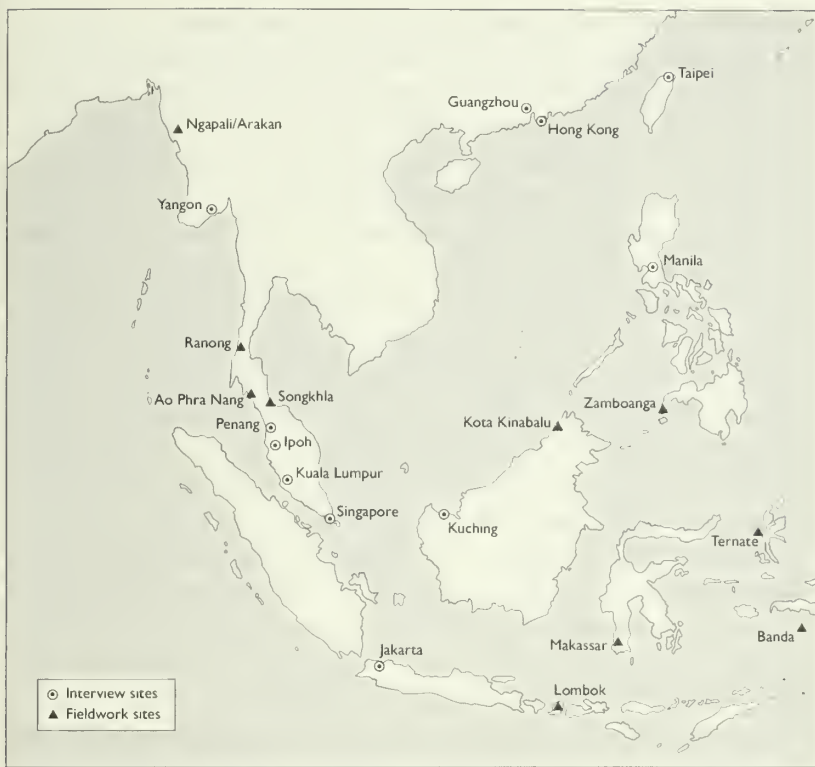 Taipei
Guangzhou
Hong Kong
Ngapali/Arakan
Yangon
Manila
Ranong
Ao Phra Nang
Songkhla
Zamboanga
Penang
Kota Kinabalu
Ipoh
Kuala Lumpur
Singapore
Kuching
Ternate
Makassar
Banda
Jakarta
Lombok
Interview sites
Fieldwork sites